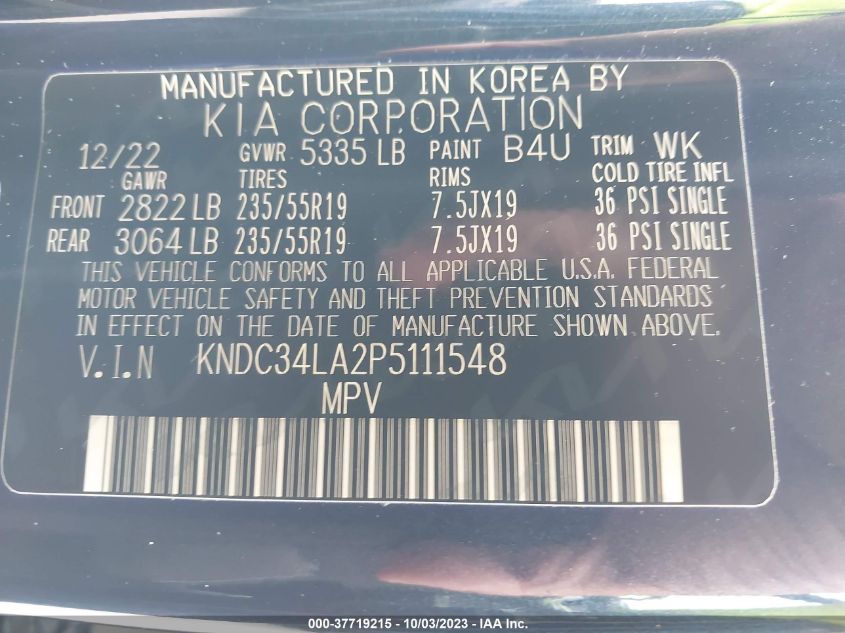 MANUFACTURED IN KOREA BY
KIA CORPORATION
12/22 GVWR 5335 LB PAINT B4U TRIM WK
GAWR TIRES RIMS COLD TIRE INFL
FRONT 2822 LB 235/55R19 7.5JX19 36 PSI SINGLE
REAR 3064 LB 235/55R19 7.5JX19 36 PSI SINGLE
THIS VEHICLE CONFORMS TO ALL APPLICABLE U.S.A. FEDERAL
MOTOR VEHICLE SAFETY AND THEFT PREVENTION STANDARDS
IN EFFECT ON THE DATE OF MANUFACTURE SHOWN ABOVE.
V.I.N KNDC34LA2P5111548
MPV
000-37719215 - 10/03/2023 - IAA Inc.